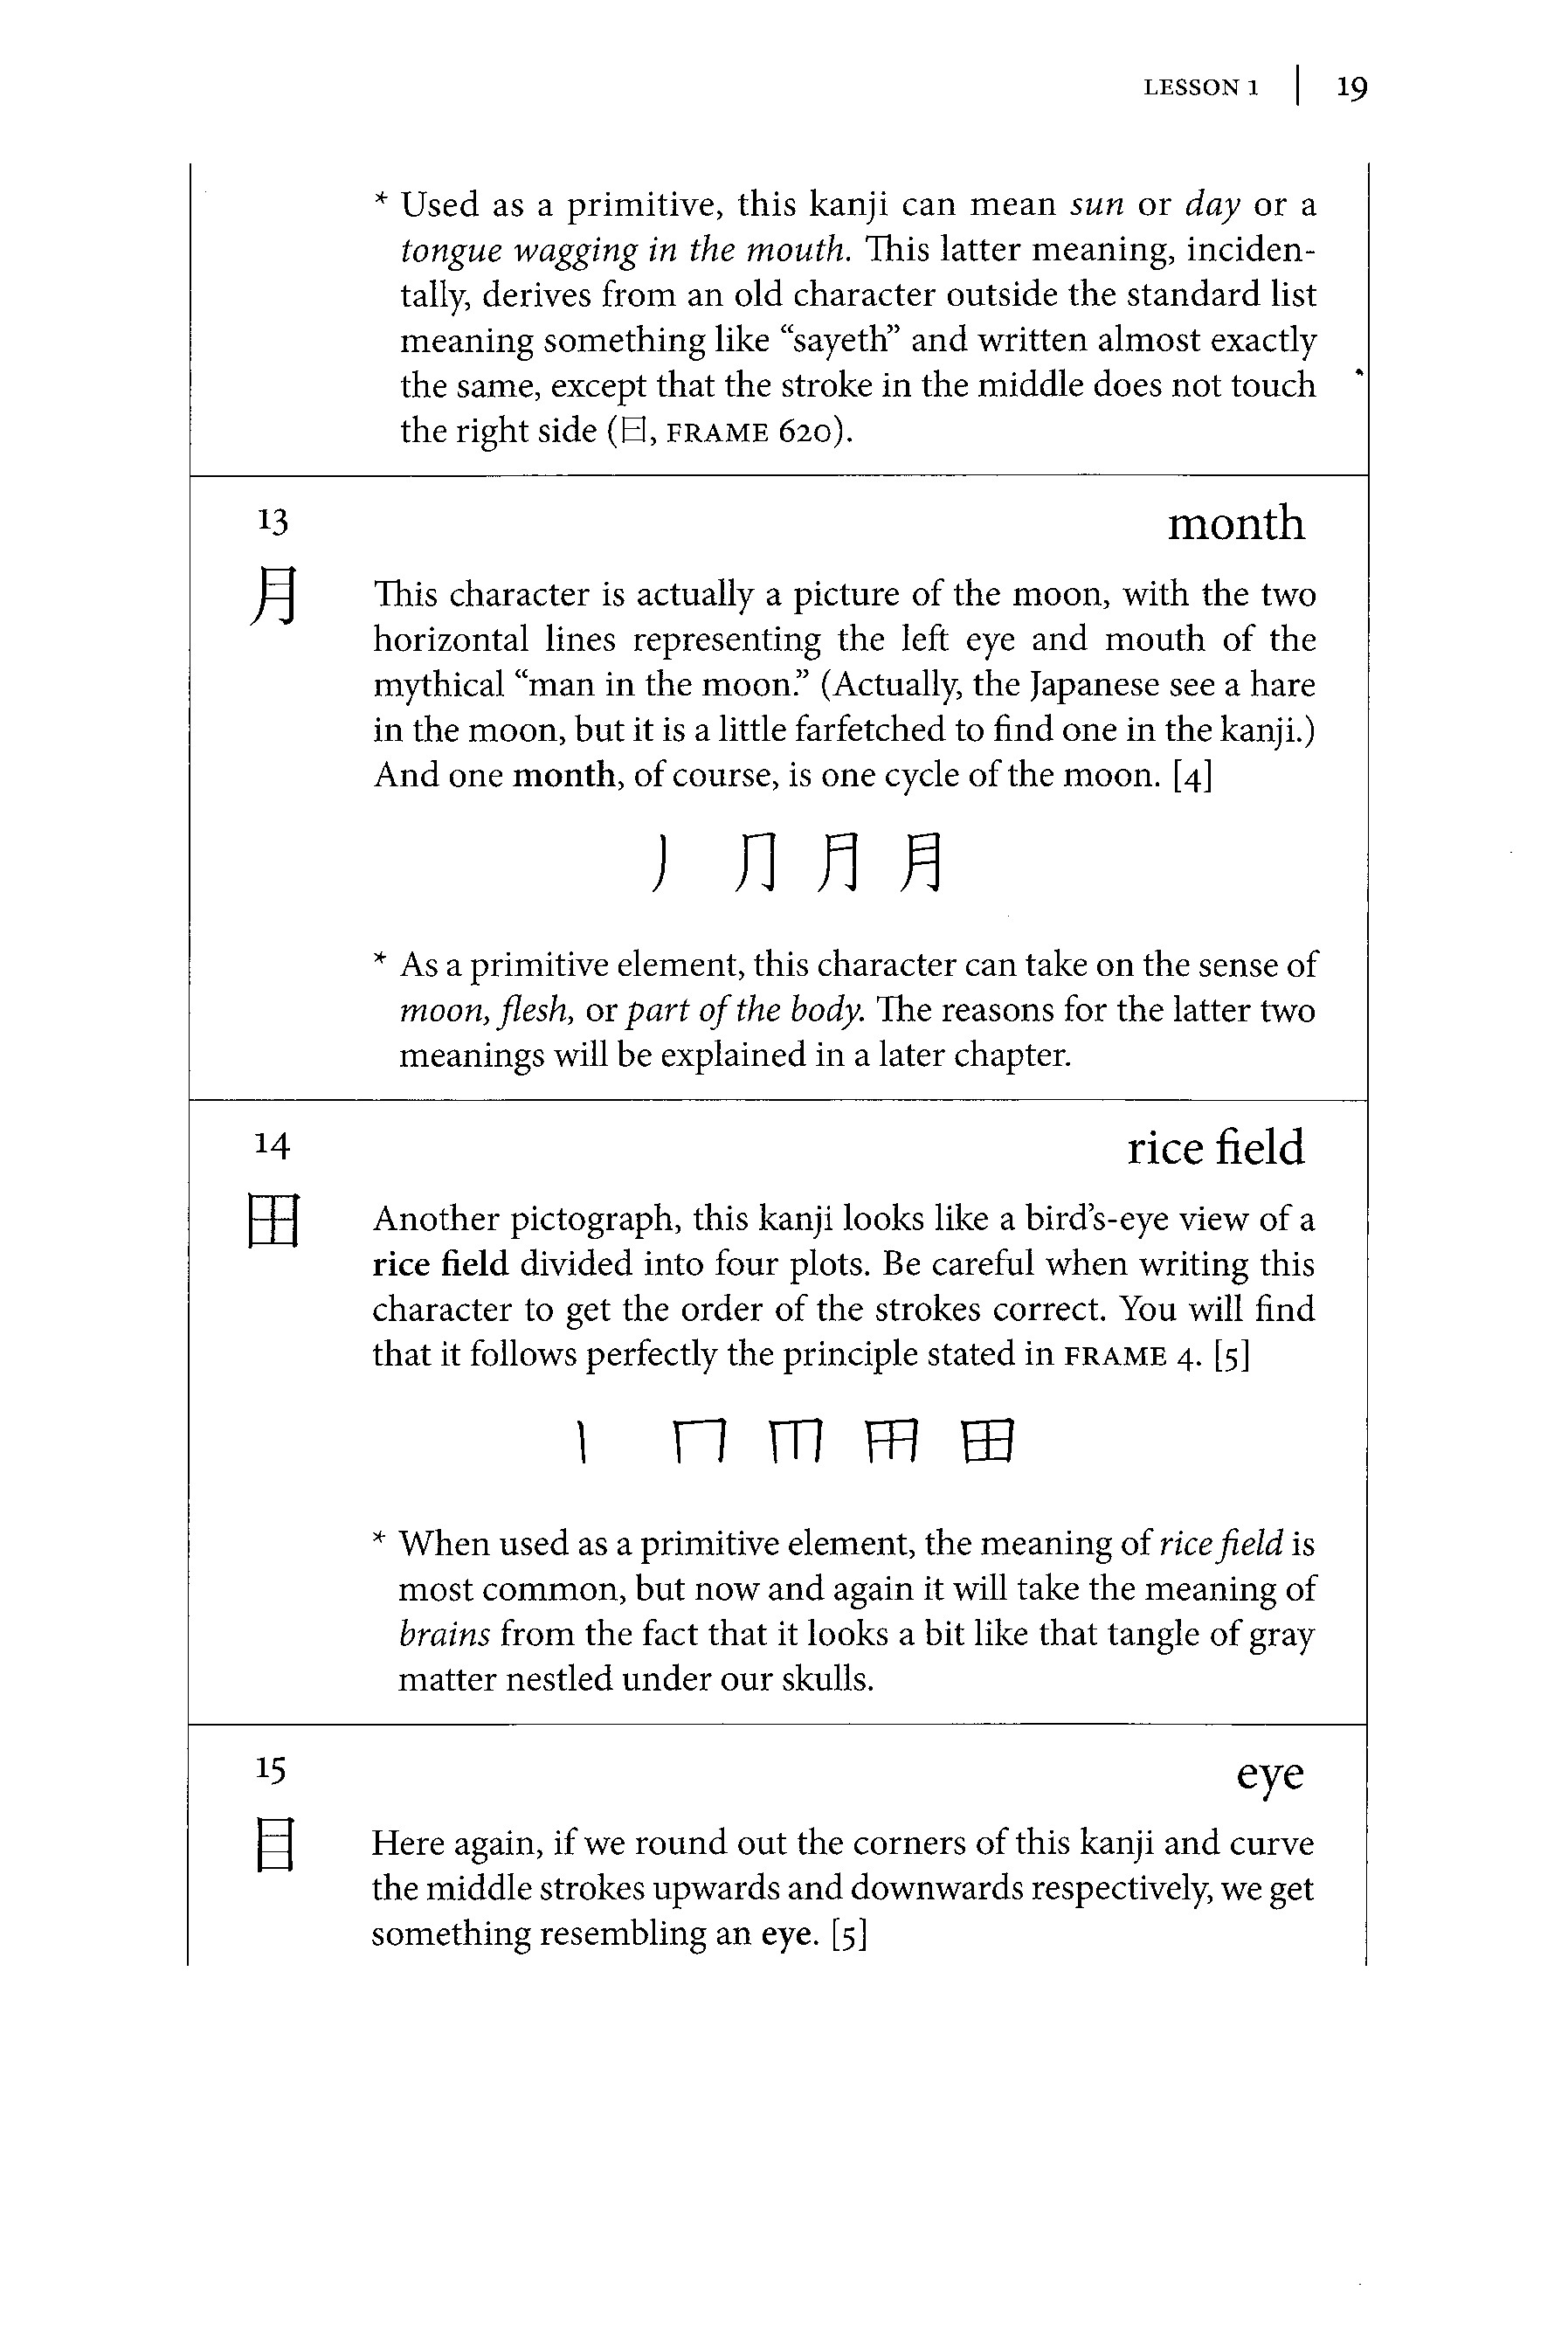 LESSON 1 | 19
* Used as a primitive, this kanji can mean sun or day or a
tongue wagging in the mouth. This latter meaning, inciden-
tally, derives from an old character outside the standard list
meaning something like “sayeth” and written almost exactly
the same, except that the stroke in the middle does not touch
the right side (曰, FRAME 620).
13
month
月
This character is actually a picture of the moon, with the two
horizontal lines representing the left eye and mouth of the
mythical “man in the moon.” (Actually, the Japanese see a hare
in the moon, but it is a little farfetched to find one in the kanji.)
And one month, of course, is one cycle of the moon. [4]
丿 ⺆ 月 月
* As a primitive element, this character can take on the sense of
moon, flesh, or part of the body. The reasons for the latter two
meanings will be explained in a later chapter.
14
rice field
田
Another pictograph, this kanji looks like a bird’s-eye view of a
rice field divided into four plots. Be careful when writing this
character to get the order of the strokes correct. You will find
that it follows perfectly the principle stated in FRAME 4. [5]
丨 冂 田
* When used as a primitive element, the meaning of rice field is
most common, but now and again it will take the meaning of
brains from the fact that it looks a bit like that tangle of gray
matter nestled under our skulls.
15
eye
目
Here again, if we round out the corners of this kanji and curve
the middle strokes upwards and downwards respectively, we get
something resembling an eye. [5]